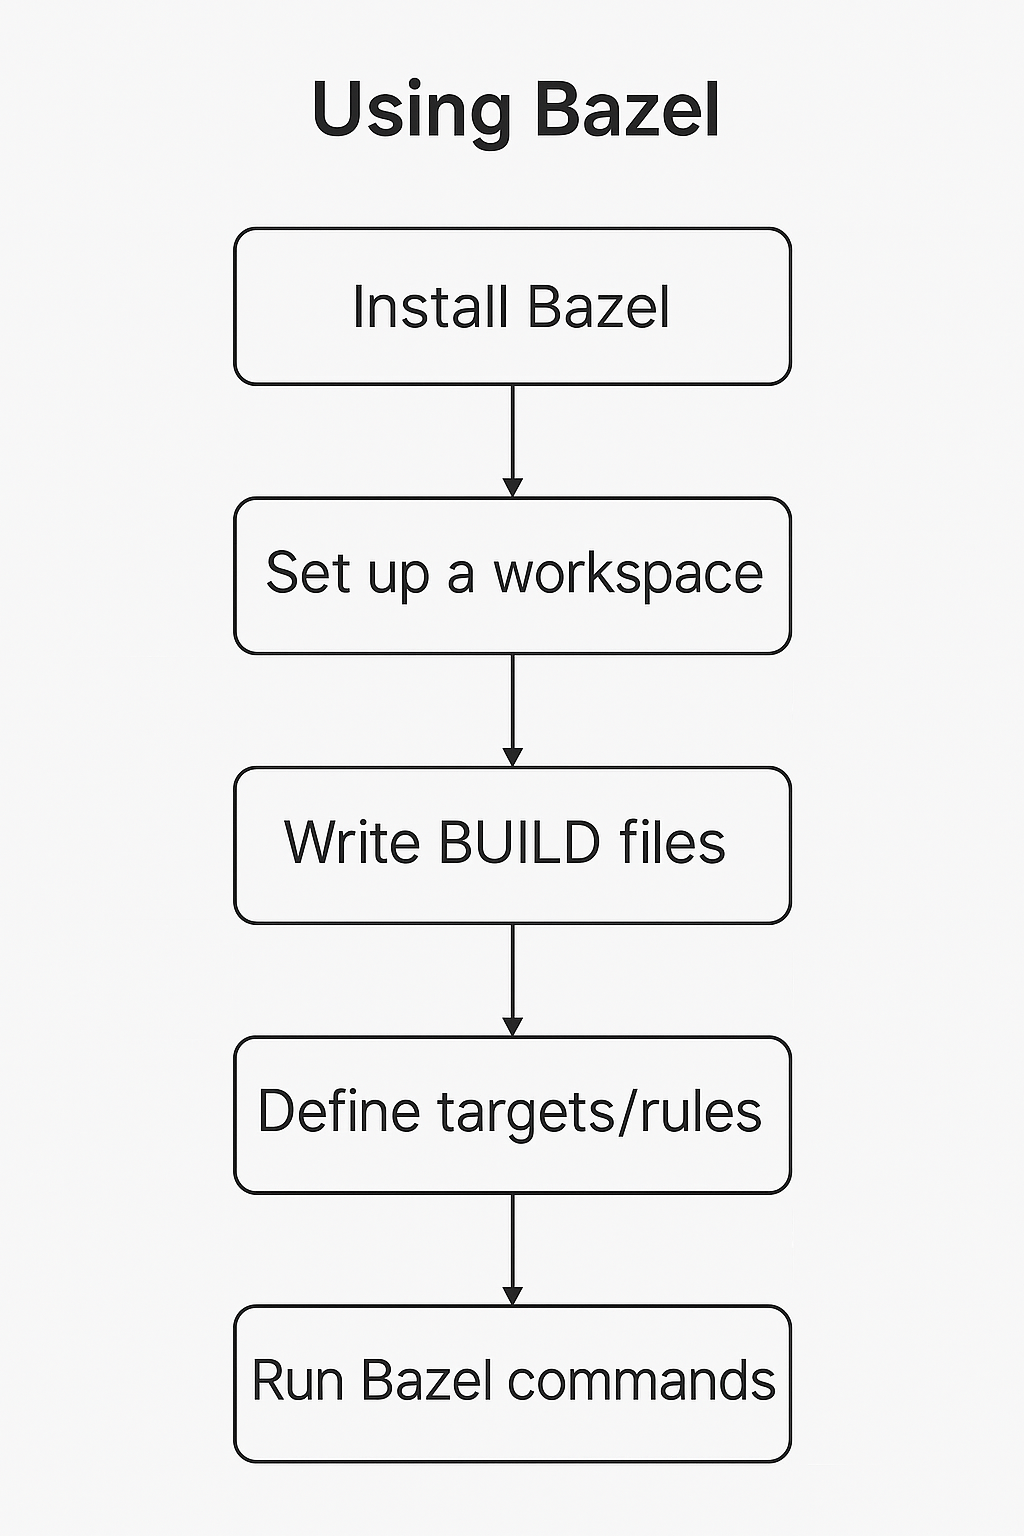 Using Bazel
Install Bazel
Set up a workspace
Write BUILD files
Define targets/rules
Run Bazel commands